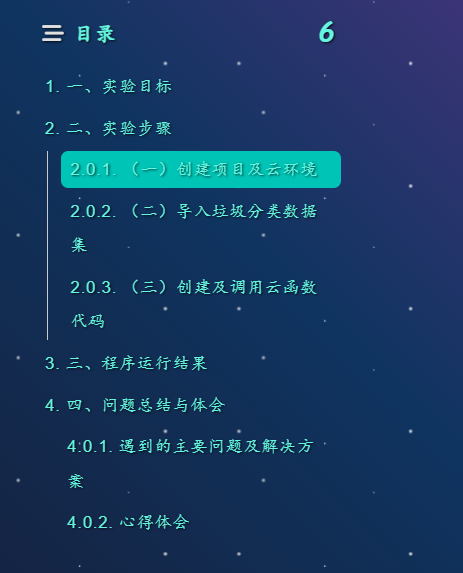 目录 6
1. 一、实验目标
2. 二、实验步骤
2.0.1. （一）创建项目及云环境
2.0.2. （二）导入垃圾分类数据
集
2.0.3. （三）创建及调用云函数
代码
3. 三、程序运行结果
4. 四、问题总结与体会
4.0.1. 遇到的主要问题及解决方
案
4.0.2. 心得体会